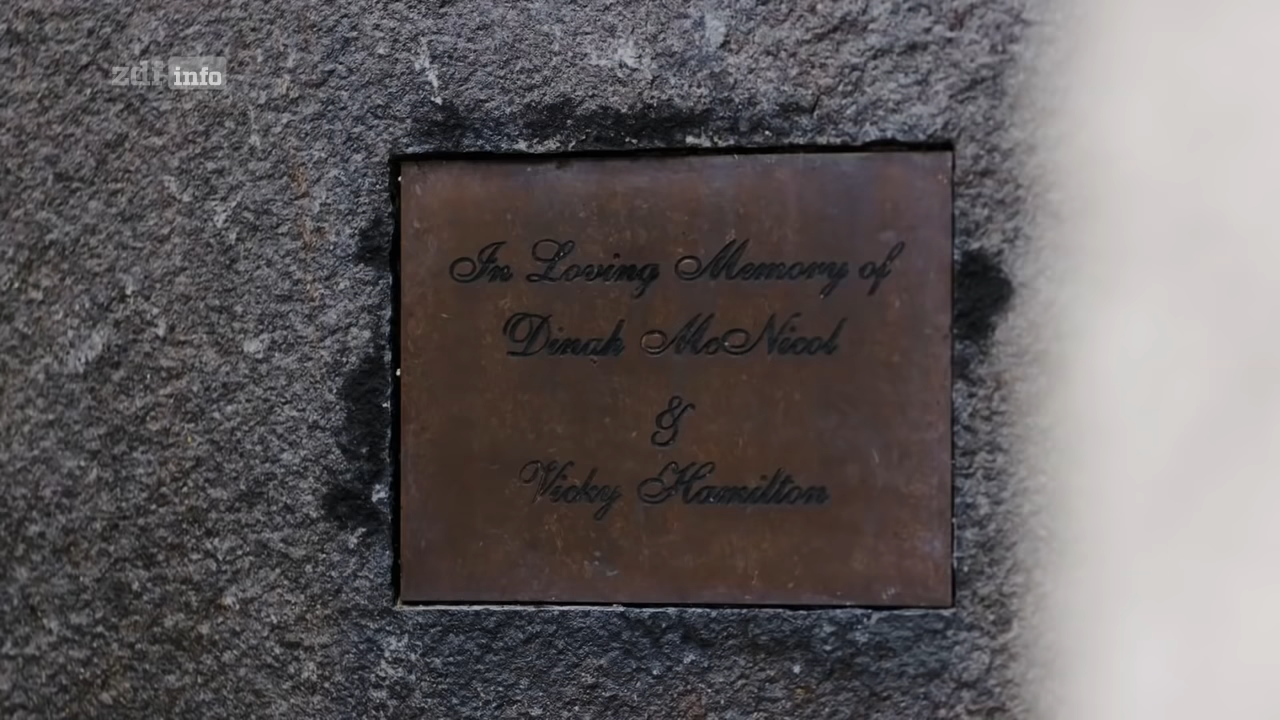 zdf info
In Loving Memory of
Dinah McNicol
&
Vicky Hamilton